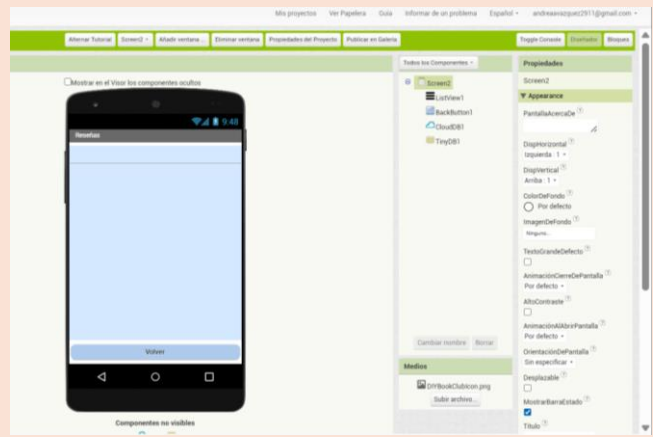 Mis proyectos Ver Papelera Guía Informar de un problema Español andreasvazquez2911@gmail.com
Alternar Tutorial Screen2 Añadir ventana... Eliminar ventana Propiedades del Proyecto Publicar en Galería Toggle Console Diseñador Bloques
Todos los Componentes
Propiedades
Mostrar en el Visor los componentes ocultos
Screen2
ListView1
BackButton1
CloudDB1
TinyDB1
Cambiar nombre Borrar
Medios
DIYBookClubIcon.png
Subir archivo...
9:48
Reseñas
Volver
Componentes no visibles
Screen2
Appearance
PantallaAcercaDe
DispHorizontal
Izquierda : 1
DispVertical
Arriba : 1
ColorDeFondo
Por defecto
ImagenDeFondo
Ninguno...
TextoGrandeDefecto
AnimaciónCierreDePantalla
Por defecto
AltoContraste
AnimaciónAlAbrirPantalla
Por defecto
OrientaciónDePantalla
Sin especificar
Desplazable
MostrarBarraEstado
Título